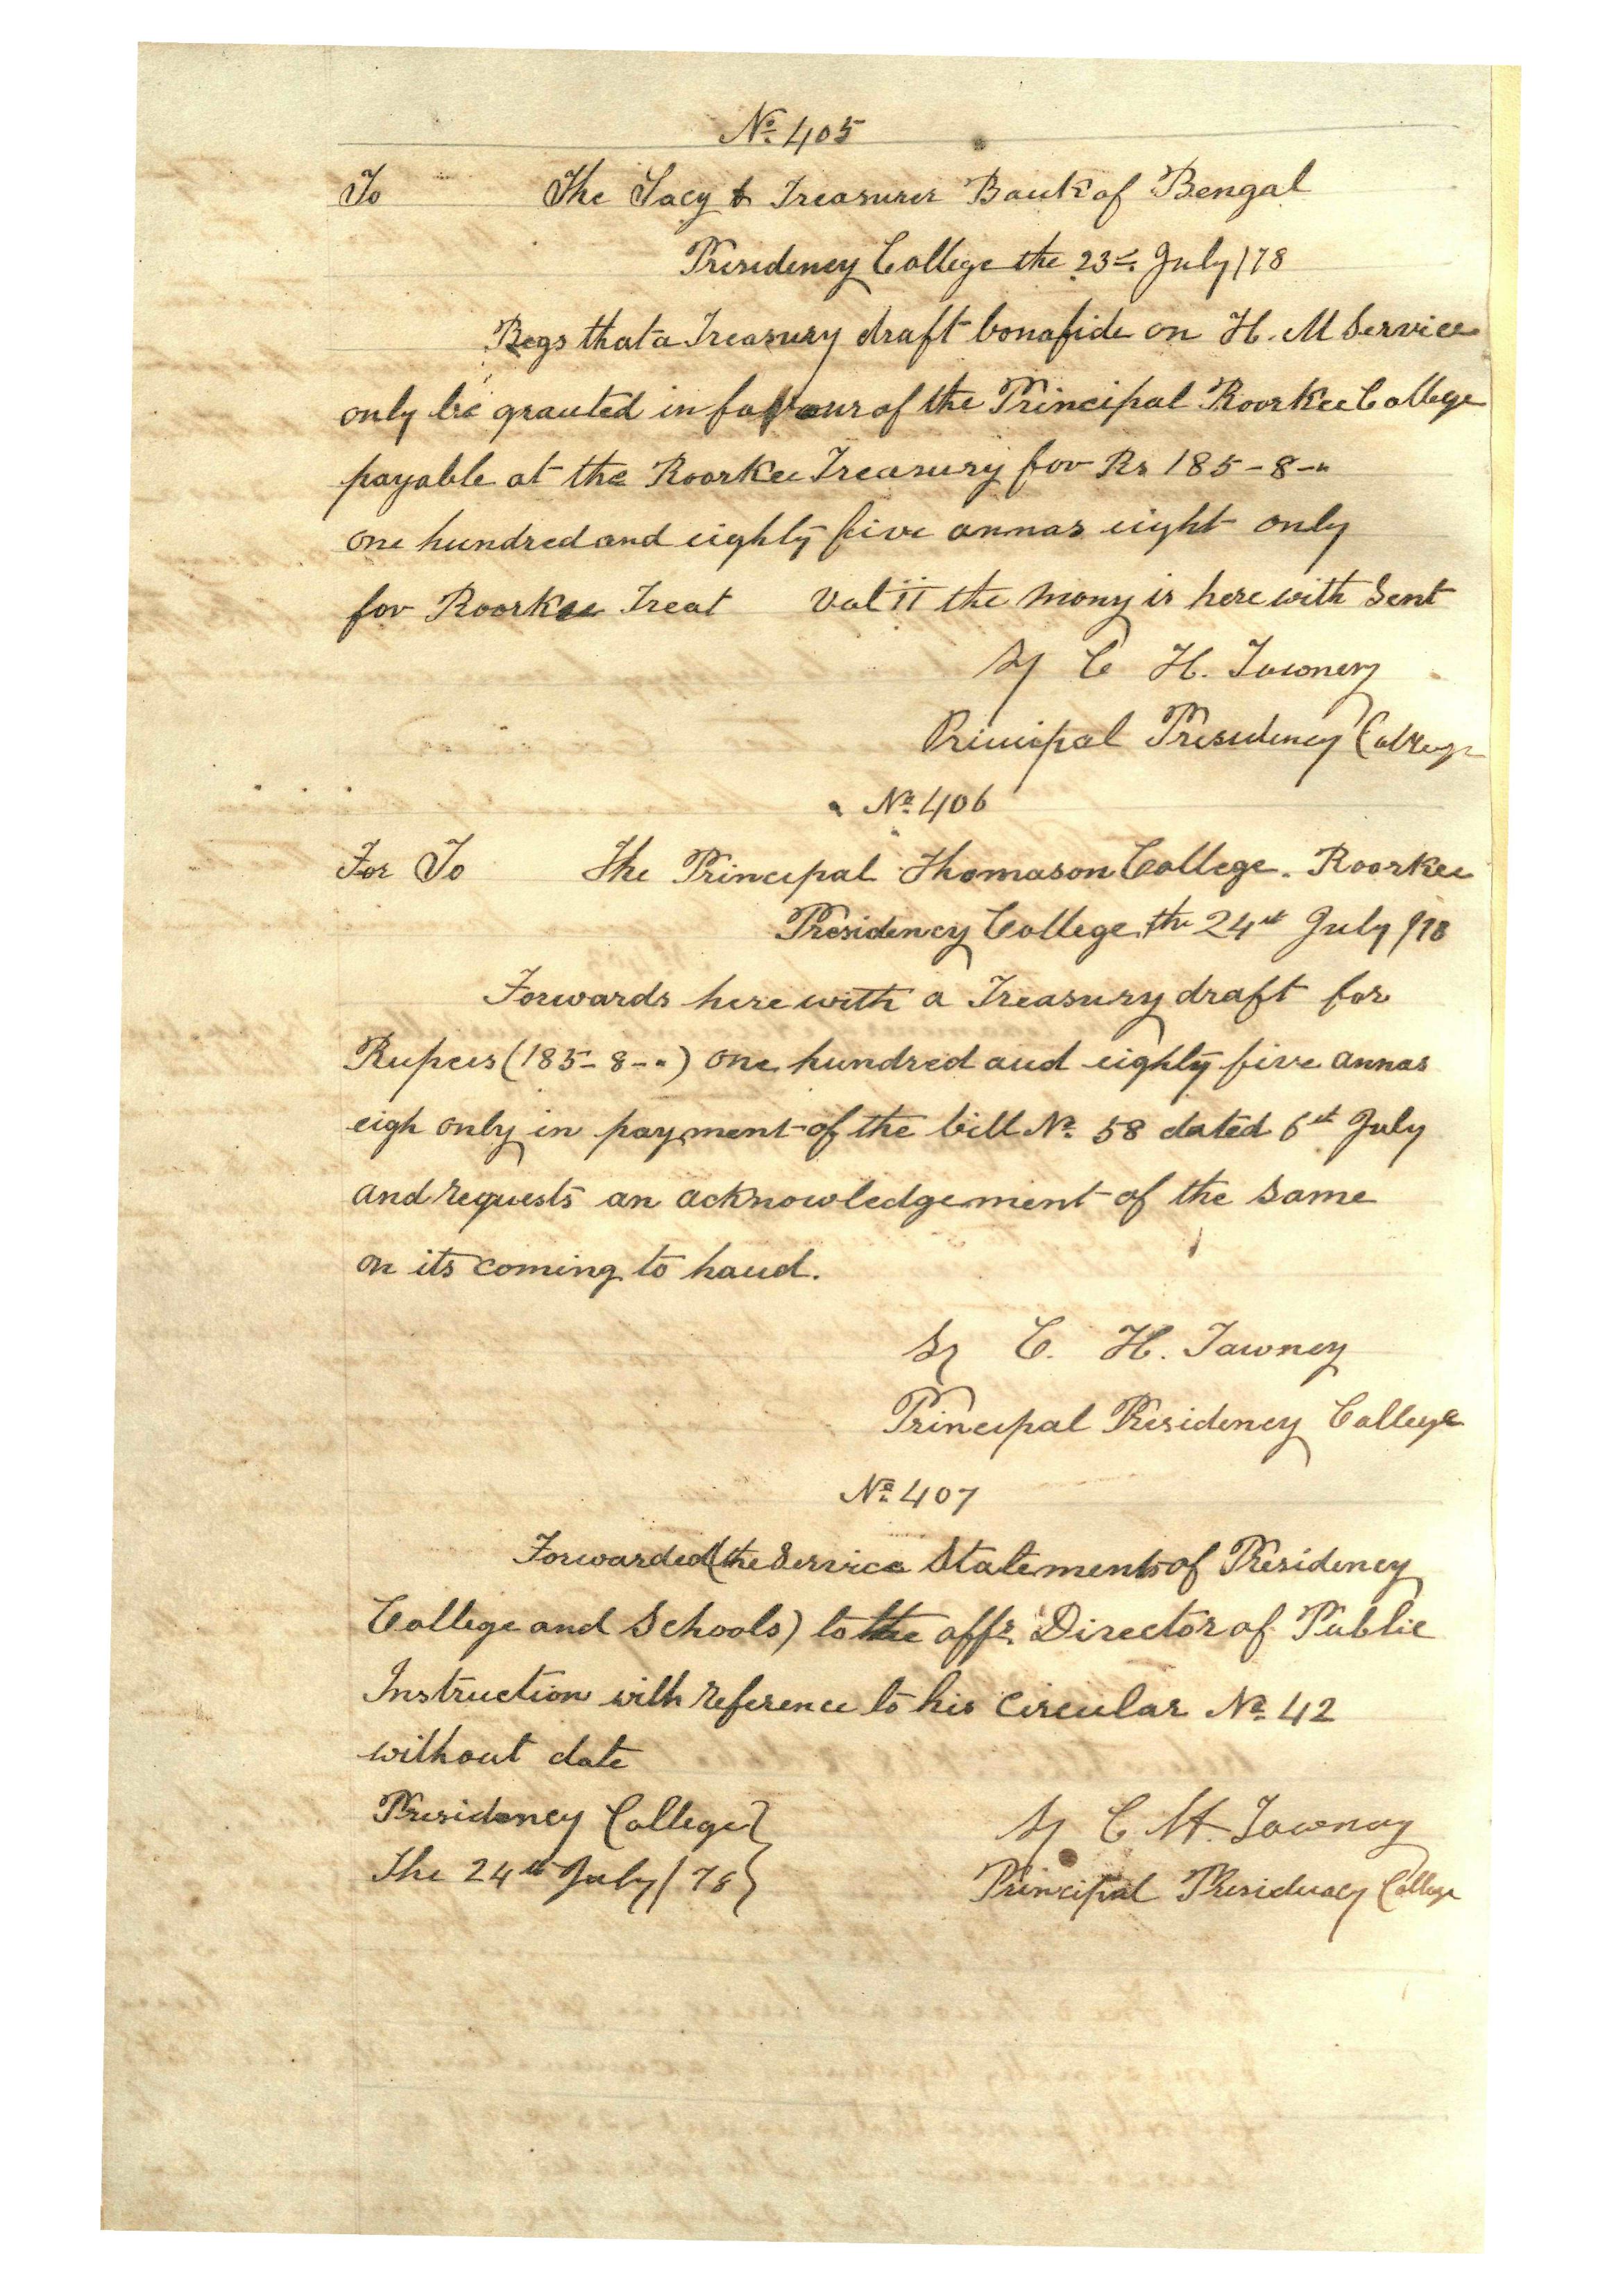 No. 405
To The Sacy & Treasurer Bank of Bengal
Presidency College the 23rd July /78
Begs that a Treasury draft bonafide on H. M Service
only be granted in favour of the Principal Roorkee College
payable at the Roorkee Treasury for Rs 185-8-"
one hundred and eighty five annas eight only
for Roorkee Treat Vol II the mony is here with Sent
Sy C H. Tawney
Principal Presidency College
No. 406
For To The Principal Thomason College. Roorkee
Presidency College the 24th July /78
Forwards here with a Treasury draft for
Rupees (185-8-") one hundred and eighty five annas
eigh only in payment of the bill No. 58 dated 6th July
and requests an acknowledgement of the same
on its coming to hand.
Sy C. H. Tawney
Principal Presidency College
No. 407
Forwarded (the Service Statements of Presidency
College and Schools) to the offg. Director of Public
Instruction with reference to his Circular No. 42
without date
Presidency College }
The 24th July / 78 }
Sy C H. Tawney
Principal Presidency College